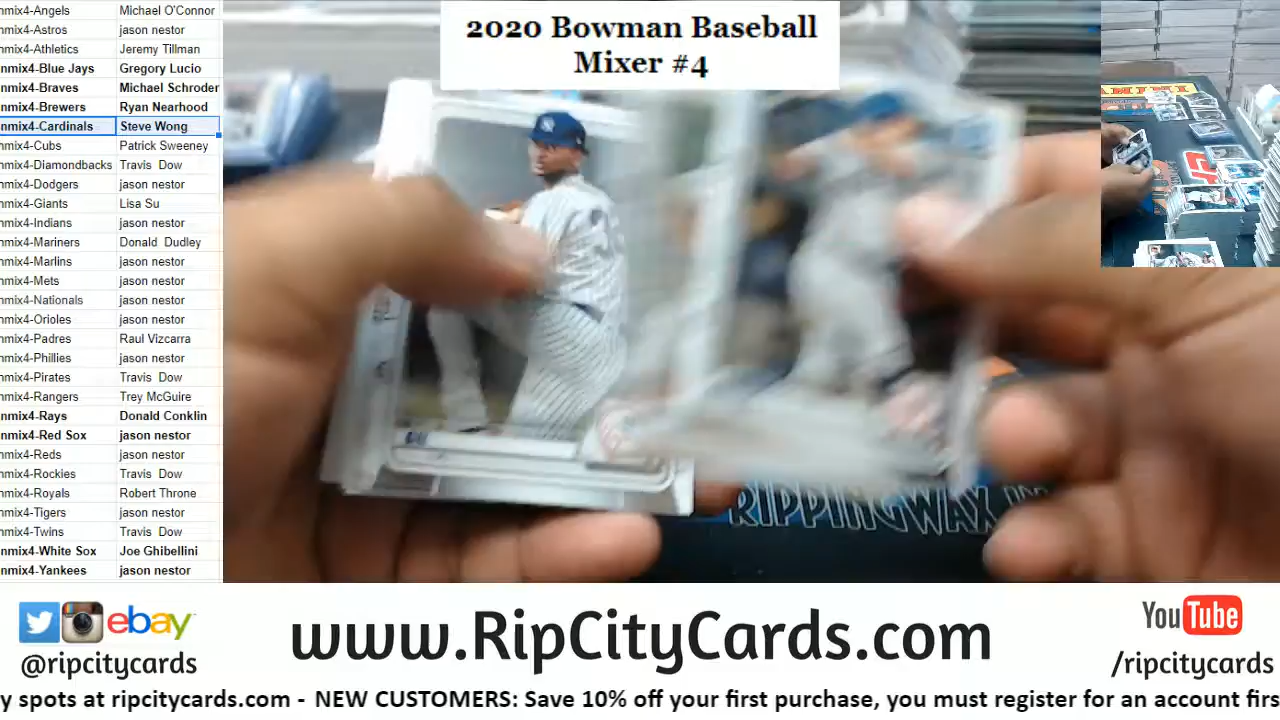 nmix4-Angels Michael O'Connor
nmix4-Astros jason nestor
nmix4-Athletics Jeremy Tillman
nmix4-Blue Jays Gregory Lucio
nmix4-Braves Michael Schroder
nmix4-Brewers Ryan Nearhood
nmix4-Cardinals Steve Wong
nmix4-Cubs Patrick Sweeney
nmix4-Diamondbacks Travis Dow
nmix4-Dodgers jason nestor
nmix4-Giants Lisa Su
nmix4-Indians jason nestor
nmix4-Mariners Donald Dudley
nmix4-Marlins jason nestor
nmix4-Mets jason nestor
nmix4-Nationals jason nestor
nmix4-Orioles jason nestor
nmix4-Padres Raul Vizcarra
nmix4-Phillies jason nestor
nmix4-Pirates Travis Dow
nmix4-Rangers Trey McGuire
nmix4-Rays Donald Conklin
nmix4-Red Sox jason nestor
nmix4-Reds jason nestor
nmix4-Rockies Travis Dow
nmix4-Royals Robert Throne
nmix4-Tigers jason nestor
nmix4-Twins Travis Dow
nmix4-White Sox Joe Ghibellini
nmix4-Yankees jason nestor
2020 Bowman Baseball
Mixer #4
PANINI
RIPPINGWAX
ebay
@ripcitycards
www.RipCityCards.com
YouTube
/ripcitycards
y spots at ripcitycards.com - NEW CUSTOMERS: Save 10% off your first purchase, you must register for an account firs